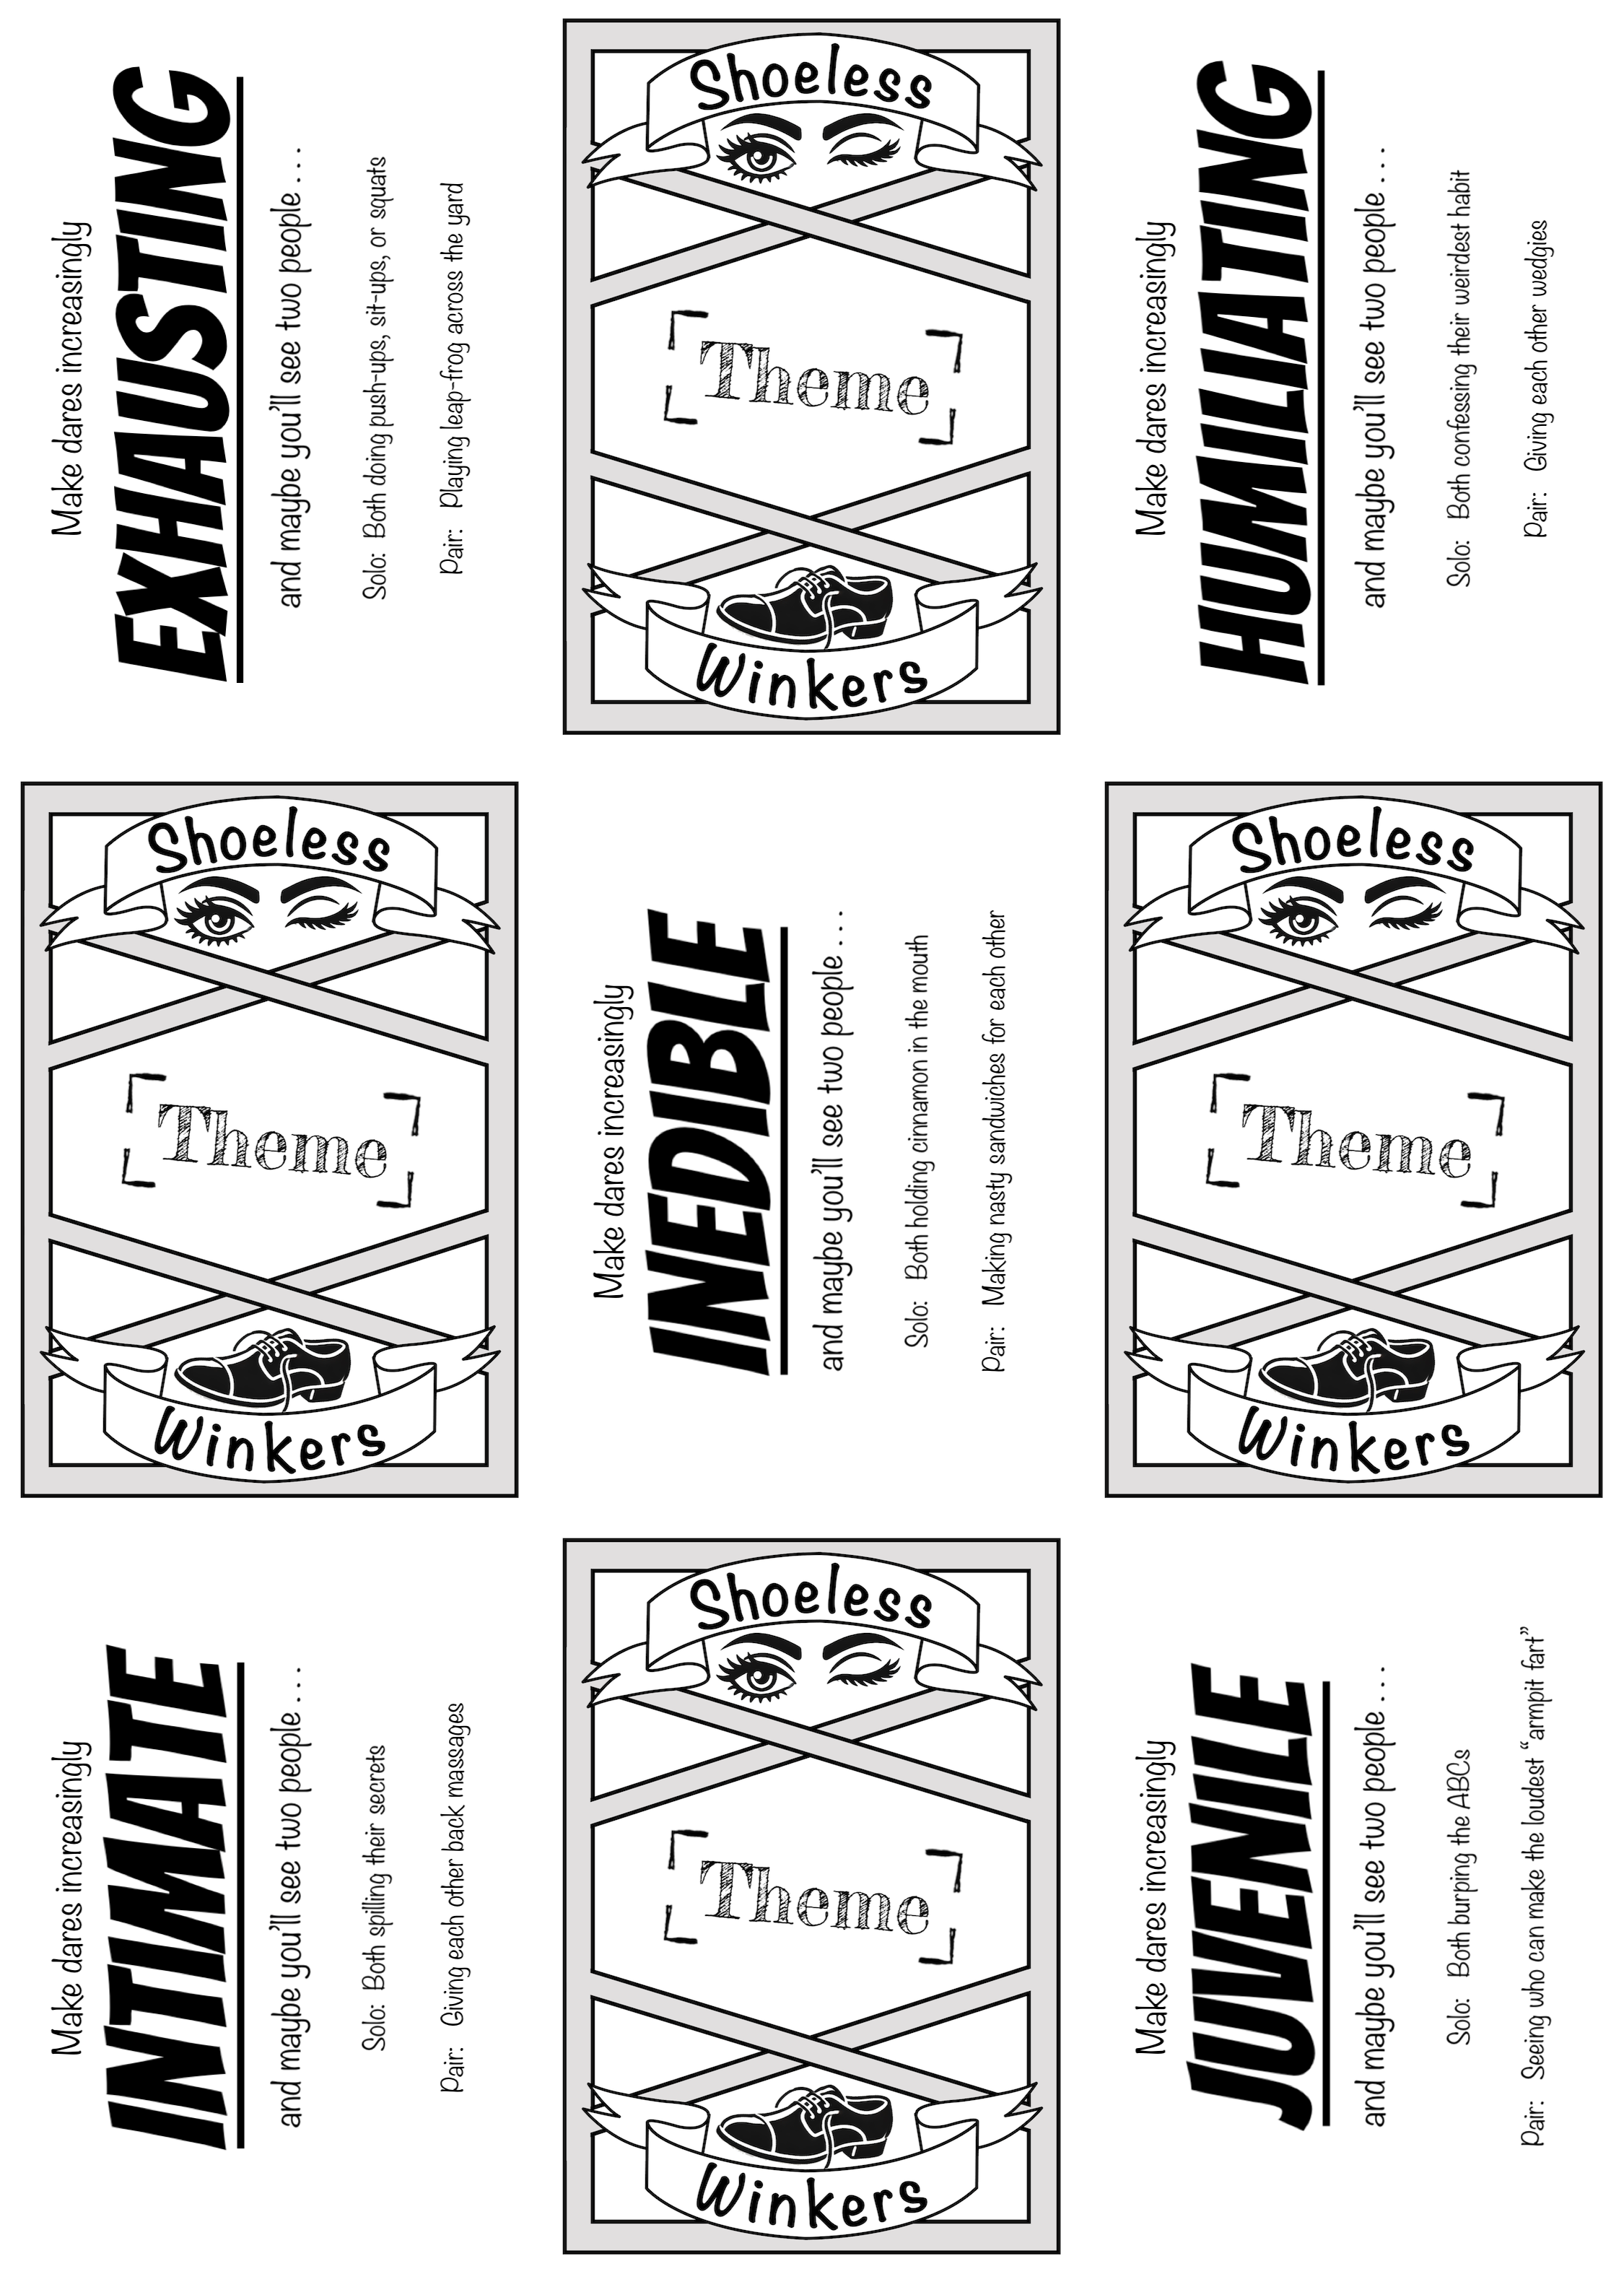 Make dares increasingly
EXHAUSTING
and maybe you'll see two people . . .
Solo: Both doing push-ups, sit-ups, or squats
Pair: Playing leap-frog across the yard
Shoeless
Theme
Winkers
Make dares increasingly
HUMILIATING
and maybe you'll see two people . . .
Solo: Both confessing their weirdest habit
Pair: Giving each other wedgies
Shoeless
Theme
Winkers
Make dares increasingly
INEDIBLE
and maybe you'll see two people . . .
Solo: Both holding cinnamon in the mouth
Pair: Making nasty sandwiches for each other
Shoeless
Theme
Winkers
Make dares increasingly
INTIMATE
and maybe you'll see two people . . .
Solo: Both spilling their secrets
Pair: Giving each other back massages
Shoeless
Theme
Winkers
Make dares increasingly
JUVENILE
and maybe you'll see two people . . .
Solo: Both burping the ABCs
Pair: Seeing who can make the loudest “armpit fart”